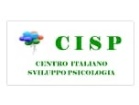 CISP
CENTRO ITALIANO
SVILUPPO PSICOLOGIA